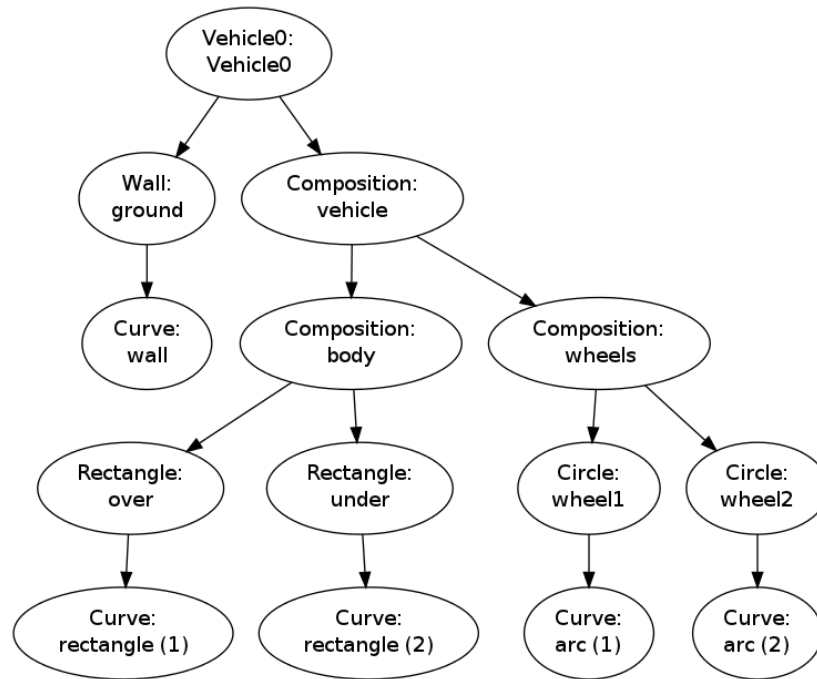 Vehicle0:
Vehicle0
Wall:
ground
Composition:
vehicle
Curve:
wall
Composition:
body
Composition:
wheels
Rectangle:
over
Rectangle:
under
Circle:
wheel1
Circle:
wheel2
Curve:
rectangle (1)
Curve:
rectangle (2)
Curve:
arc (1)
Curve:
arc (2)